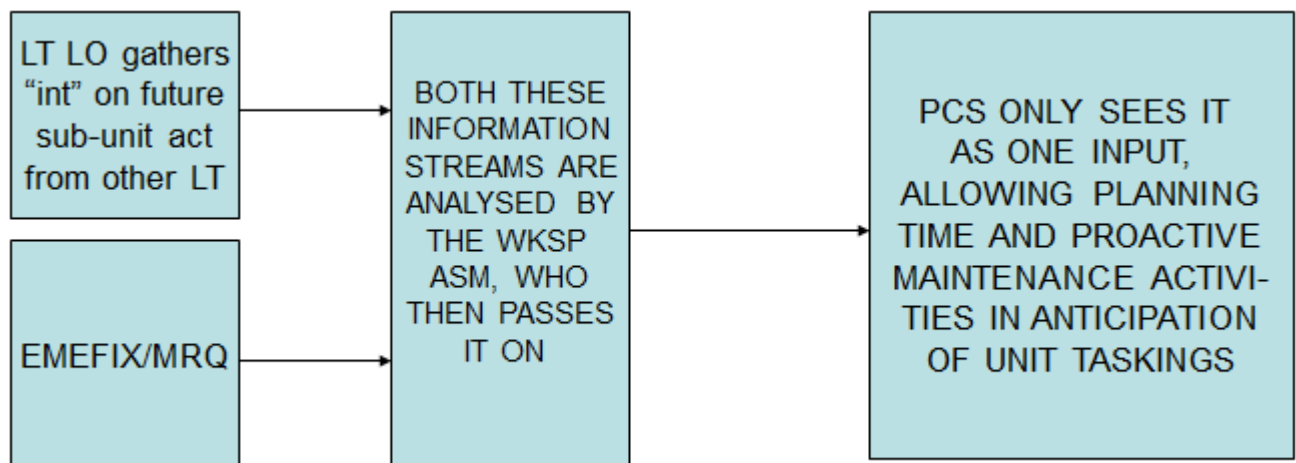 LT LO gathers
“int” on future
sub-unit act
from other LT
EMEFIX/MRQ
BOTH THESE
INFORMATION
STREAMS ARE
ANALYSED BY
THE WKSP
ASM, WHO
THEN PASSES
IT ON
PCS ONLY SEES IT
AS ONE INPUT,
ALLOWING PLANNING
TIME AND PROACTIVE
MAINTENANCE ACTIVI-
TIES IN ANTICIPATION
OF UNIT TASKINGS